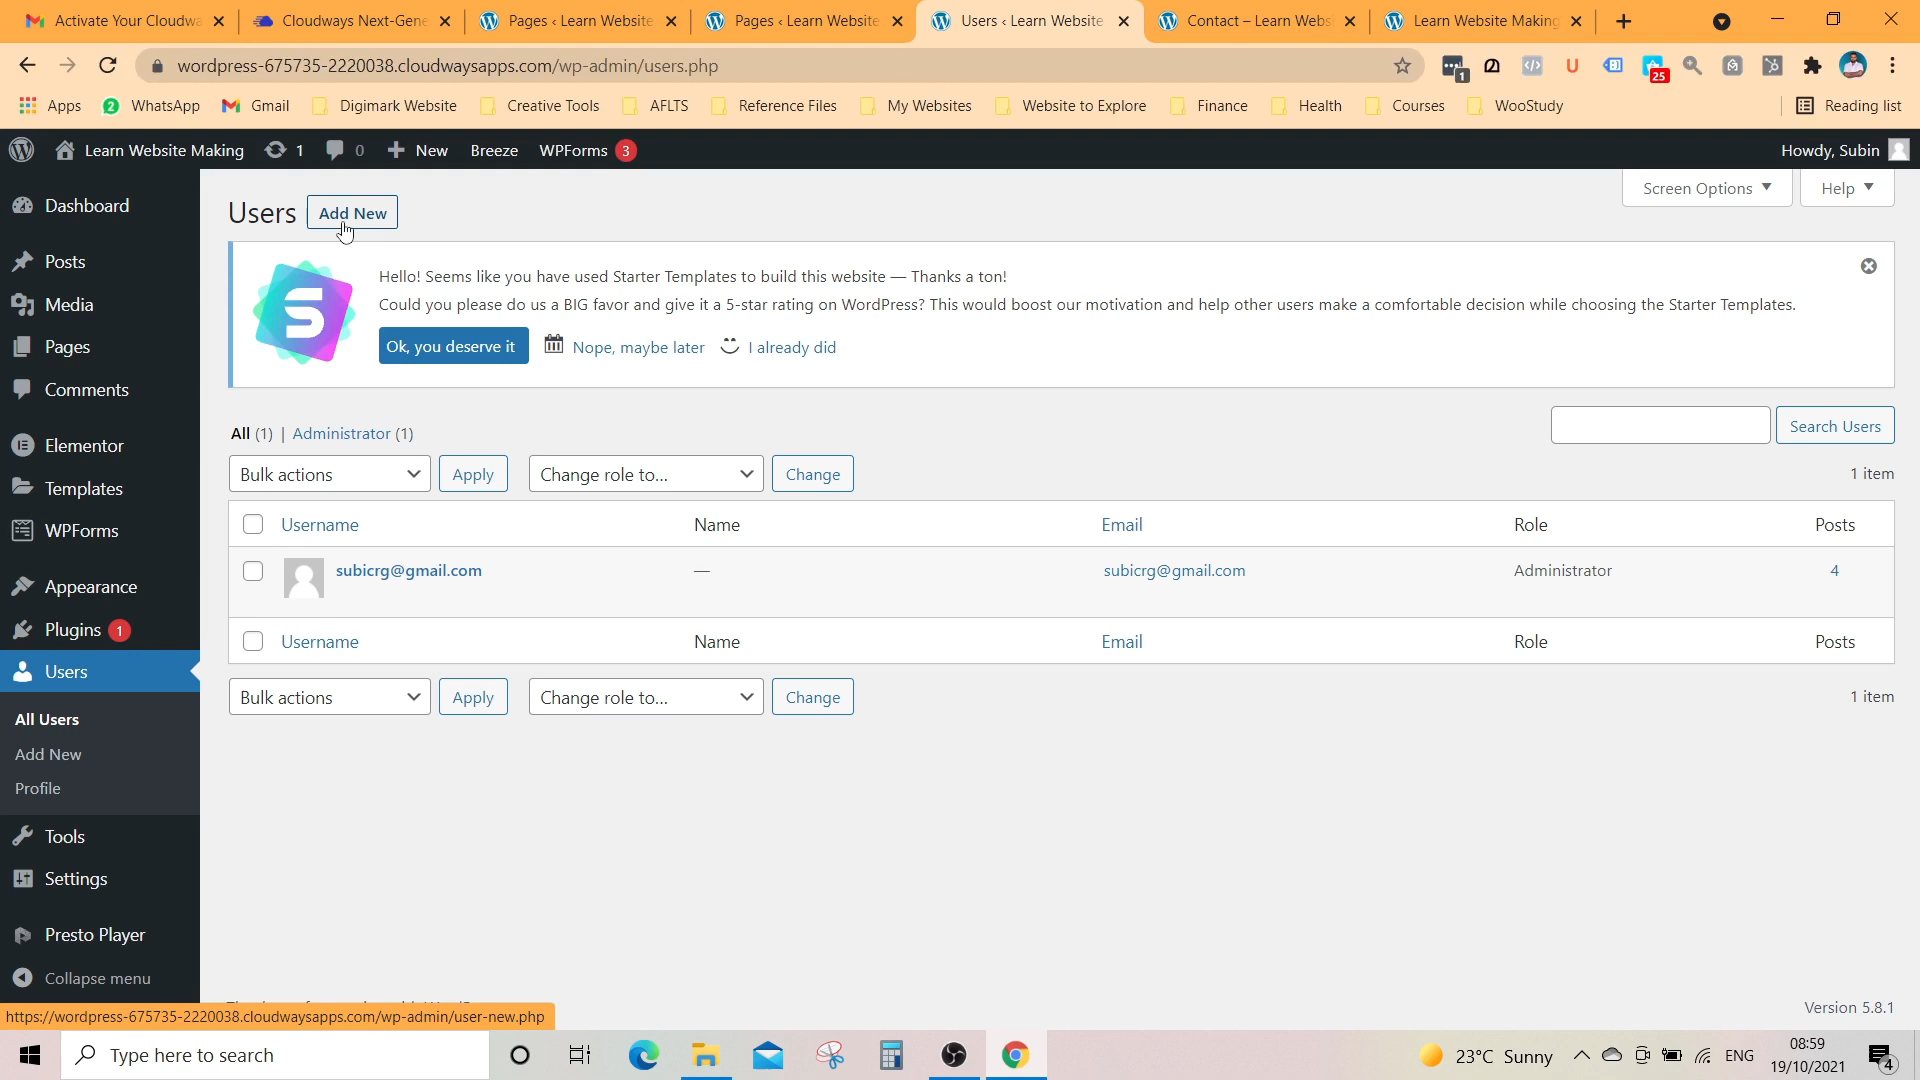 Activate Your Cloudwa
Cloudways Next-Gene
Pages ‹ Learn Website
Pages ‹ Learn Website
Users ‹ Learn Website
Contact – Learn Websi
Learn Website Making
wordpress-675735-2220038.cloudwaysapps.com/wp-admin/users.php
1
25
Apps
2
WhatsApp
Gmail
Digimark Website
Creative Tools
AFLTS
Reference Files
My Websites
Website to Explore
Finance
Health
Courses
WooStudy
Reading list
Learn Website Making
1
0
New
Breeze
WPForms 3
Howdy, Subin
Dashboard
Posts
Media
Pages
Comments
Elementor
Templates
WPForms
Appearance
Plugins 1
Users
All Users
Add New
Profile
Tools
Settings
Presto Player
Collapse menu
Screen Options
Help
Users
Add New
Hello! Seems like you have used Starter Templates to build this website — Thanks a ton!
Could you please do us a BIG favor and give it a 5-star rating on WordPress? This would boost our motivation and help other users make a comfortable decision while choosing the Starter Templates.
Ok, you deserve it
Nope, maybe later
I already did
All (1) | Administrator (1)
Search Users
Bulk actions
Apply
Change role to...
Change
1 item
Username
Name
Email
Role
Posts
subicrg@gmail.com
—
subicrg@gmail.com
Administrator
4
Username
Name
Email
Role
Posts
Bulk actions
Apply
Change role to...
Change
1 item
Version 5.8.1
https://wordpress-675735-2220038.cloudwaysapps.com/wp-admin/user-new.php
Type here to search
23°C Sunny
ENG
08:59
19/10/2021
4